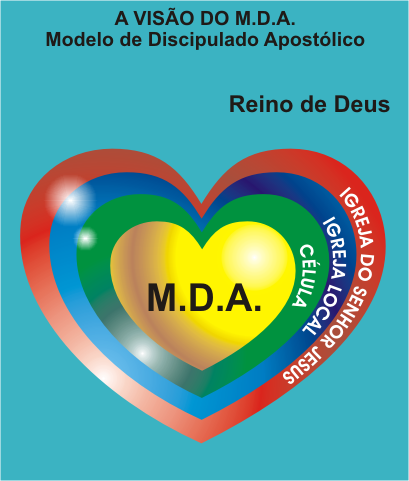 A VISÃO DO M.D.A.
Modelo de Discipulado Apostólico
Reino de Deus
M.D.A.
CÉLULA
IGREJA LOCAL
IGREJA DO SENHOR JESUS